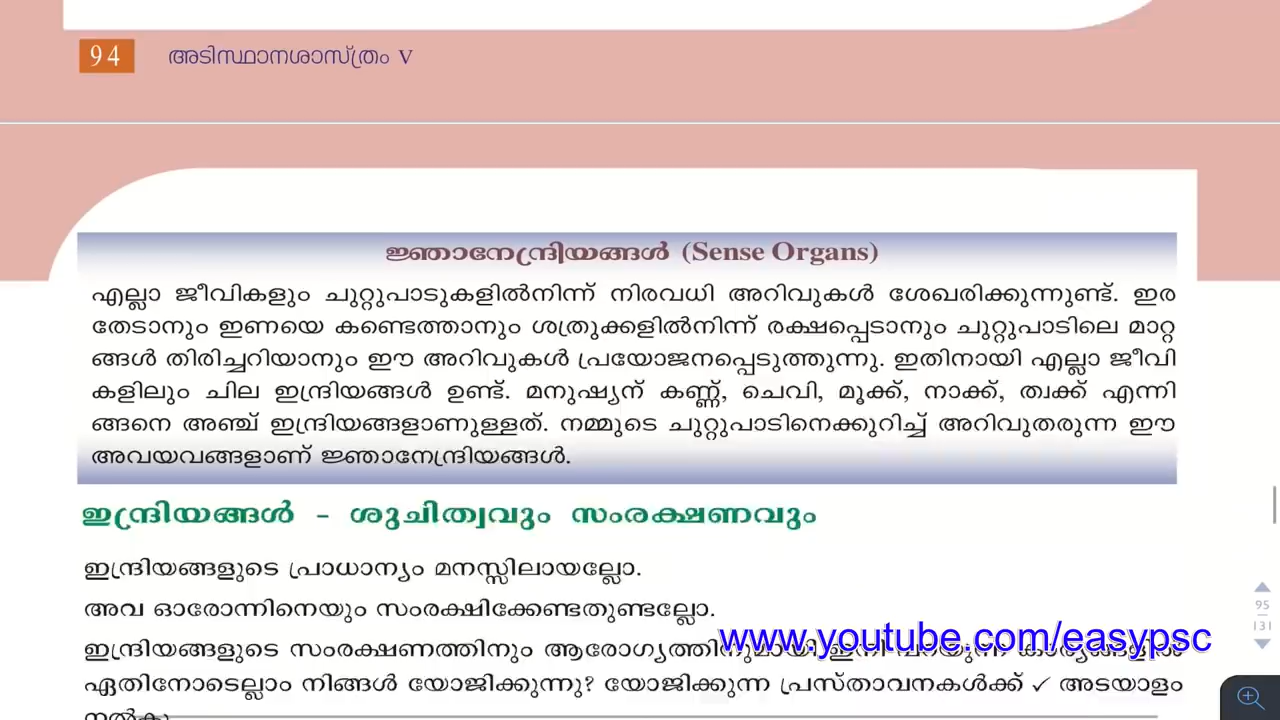 94 അടിസ്ഥാനശാസ്ത്രം V
ജ്ഞാനേന്ദ്രിയങ്ങൾ (Sense Organs)
എല്ലാ ജീവികളും ചുറ്റുപാടുകളിൽനിന്ന് നിരവധി അറിവുകൾ ശേഖരിക്കുന്നുണ്ട്. ഇര
തേടാനും ഇണയെ കണ്ടെത്താനും ശത്രുക്കളിൽനിന്ന് രക്ഷപ്പെടാനും ചുറ്റുപാടിലെ മാറ്റ
ങ്ങൾ തിരിച്ചറിയാനും ഈ അറിവുകൾ പ്രയോജനപ്പെടുത്തുന്നു. ഇതിനായി എല്ലാ ജീവി
കളിലും ചില ഇന്ദ്രിയങ്ങൾ ഉണ്ട്. മനുഷ്യന് കണ്ണ്, ചെവി, മൂക്ക്, നാക്ക്, ത്വക്ക് എന്നി
ങ്ങനെ അഞ്ച് ഇന്ദ്രിയങ്ങളാണുള്ളത്. നമ്മുടെ ചുറ്റുപാടിനെക്കുറിച്ച് അറിവുതരുന്ന ഈ
അവയവങ്ങളാണ് ജ്ഞാനേന്ദ്രിയങ്ങൾ.
ഇന്ദ്രിയങ്ങൾ - ശുചിത്വവും സംരക്ഷണവും
ഇന്ദ്രിയങ്ങളുടെ പ്രാധാന്യം മനസ്സിലായല്ലോ.
അവ ഓരോന്നിനെയും സംരക്ഷിക്കേണ്ടതുണ്ടല്ലോ.
www.youtube.com/easypsc
ഇന്ദ്രിയങ്ങളുടെ സംരക്ഷണത്തിനും
ഏതിനോടെല്ലാം നിങ്ങൾ യോജിക്കുന്നു? യോജിക്കുന്ന പ്രസ്താവനകൾക്ക് ✓ അടയാളം
95
131